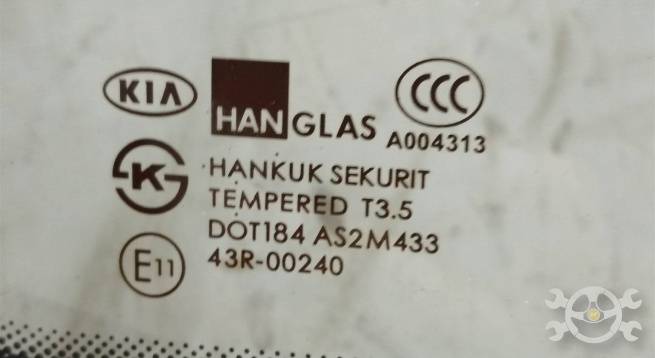 KIA HANGLAS CCC
A004313
K HANKUK SEKURIT
TEMPERED T3.5
DOT184 AS2M433
E11 43R-00240